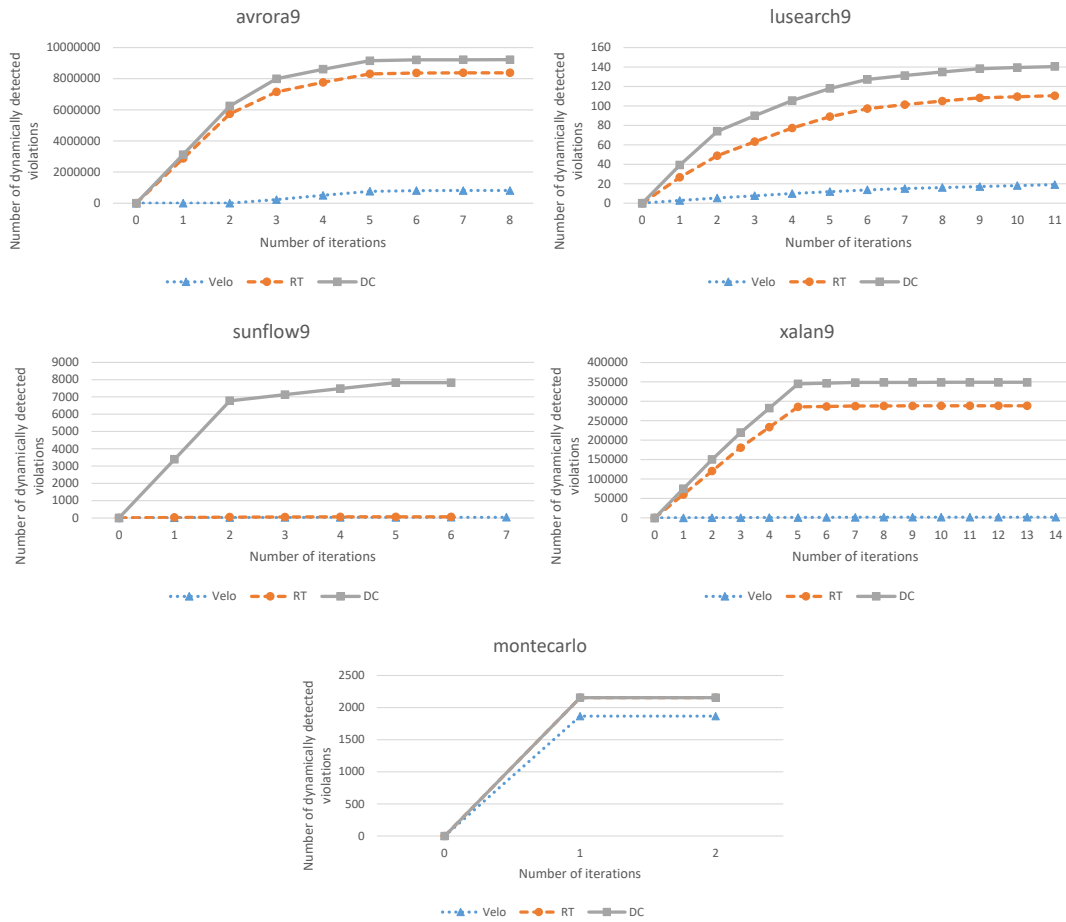 avrora9
Number of dynamically detected
violations
10000000
8000000
6000000
4000000
2000000
0
0 1 2 3 4 5 6 7 8
Number of iterations
Velo RT DC
lusearch9
Number of dynamically detected
violations
160
140
120
100
80
60
40
20
0
0 1 2 3 4 5 6 7 8 9 10 11
Number of iterations
Velo RT DC
sunflow9
Number of dynamically detected
violations
9000
8000
7000
6000
5000
4000
3000
2000
1000
0
0 1 2 3 4 5 6 7
Number of iterations
Velo RT DC
xalan9
Number of dynamically detected
violations
400000
350000
300000
250000
200000
150000
100000
50000
0
0 1 2 3 4 5 6 7 8 9 10 11 12 13 14
Number of iterations
Velo RT DC
montecarlo
Number of dynamically detected
violations
2500
2000
1500
1000
500
0
0 1 2
Number of iterations
Velo RT DC